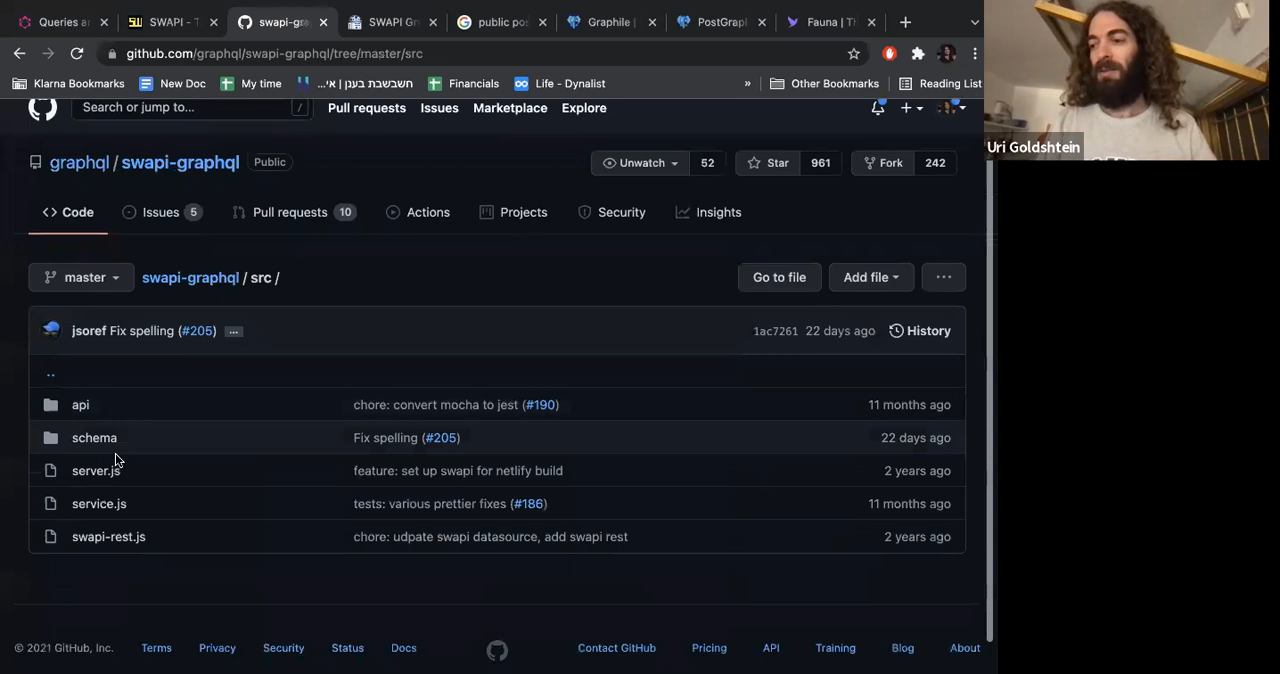 Queries a
SWAPI - T
swapi-gra
SWAPI Gr
public po
Graphile |
PostGrap
Fauna | Th
github.com/graphql/swapi-graphql/tree/master/src
Klarna Bookmarks
New Doc
My time
חשבשבת בענן | אי...
Financials
Life - Dynalist
»
Other Bookmarks
Reading List
Search or jump to...
/
Pull requests
Issues
Marketplace
Explore
graphql / swapi-graphql
Public
Unwatch
52
Star
961
Fork
242
<> Code
Issues 5
Pull requests 10
Actions
Projects
Security
Insights
master
swapi-graphql / src /
Go to file
Add file
...
jsoref Fix spelling (#205) ...
1ac7261 22 days ago
History
..
api chore: convert mocha to jest (#190) 11 months ago
schema Fix spelling (#205) 22 days ago
server.js feature: set up swapi for netlify build 2 years ago
service.js tests: various prettier fixes (#186) 11 months ago
swapi-rest.js chore: udpate swapi datasource, add swapi rest 2 years ago
© 2021 GitHub, Inc.
Terms
Privacy
Security
Status
Docs
Contact GitHub
Pricing
API
Training
Blog
About
Uri Goldshtein